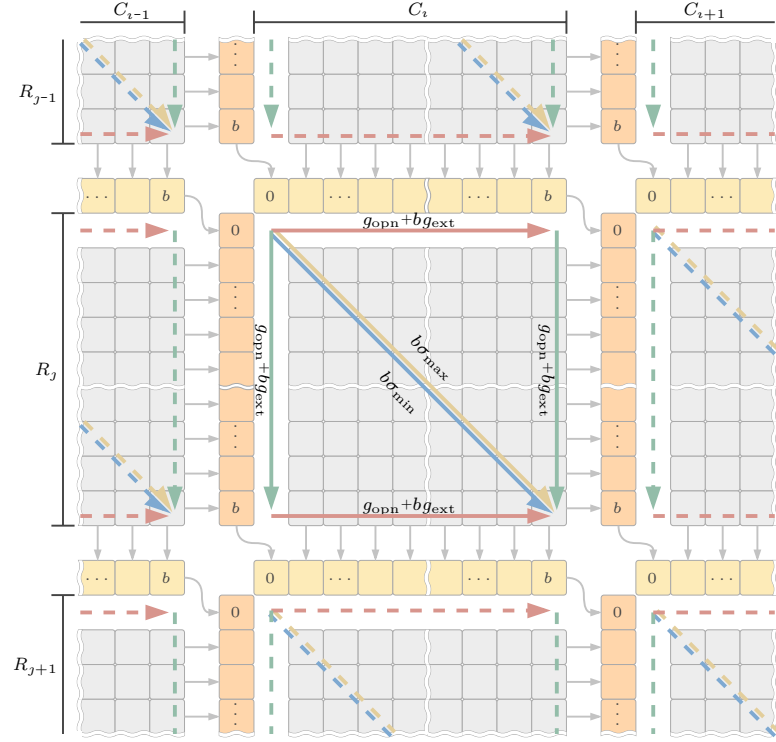 C_{i-1} C_i C_{i+1}
R_{j-1} ⋮ ⋮
b b
··· b 0 ··· ··· b 0 ···
0 g_opn+bg_ext 0
⋮ ⋮
R_j g_opn+bg_ext bσ_max g_opn+bg_ext
bσ_min
⋮ ⋮
b g_opn+bg_ext b
··· b 0 ··· ··· b 0 ···
0 0
R_{j+1}
⋮ ⋮